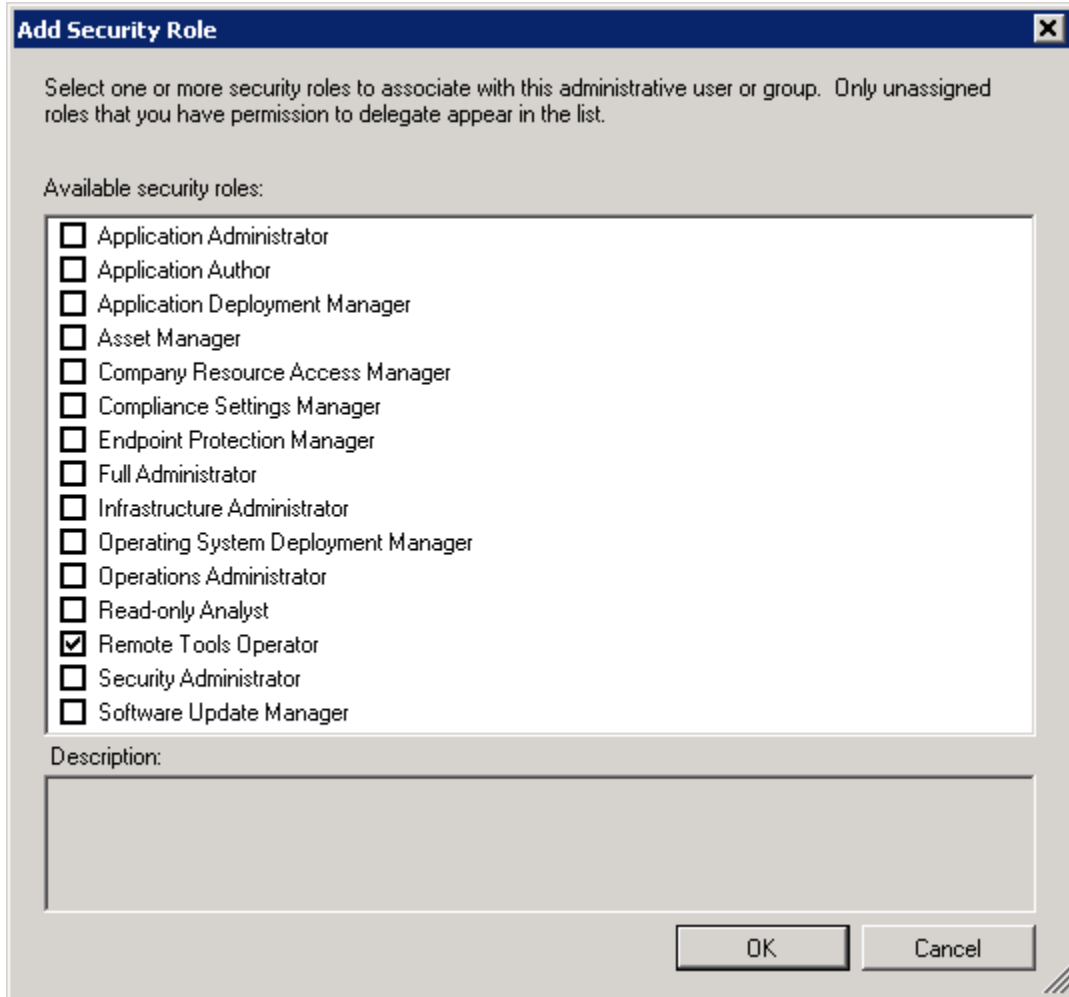 Add Security Role
Select one or more security roles to associate with this administrative user or group.  Only unassigned
roles that you have permission to delegate appear in the list.
Available security roles:
Application Administrator
Application Author
Application Deployment Manager
Asset Manager
Company Resource Access Manager
Compliance Settings Manager
Endpoint Protection Manager
Full Administrator
Infrastructure Administrator
Operating System Deployment Manager
Operations Administrator
Read-only Analyst
Remote Tools Operator
Security Administrator
Software Update Manager
Description:
OK
Cancel